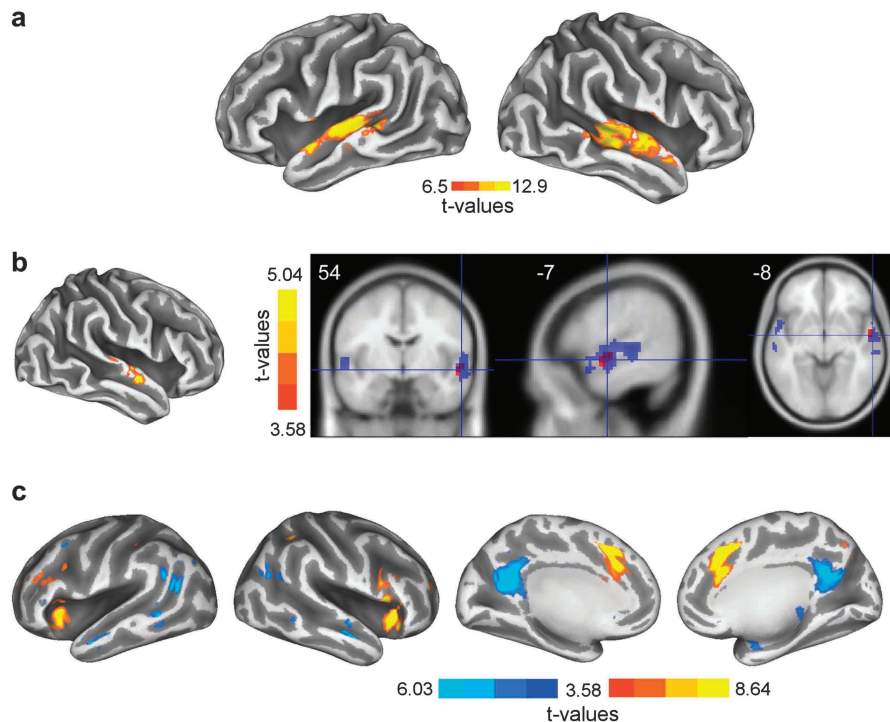 a
6.5 12.9
t-values
b
5.04
t-values
3.58
54
-7
-8
c
6.03 3.58 8.64
t-values